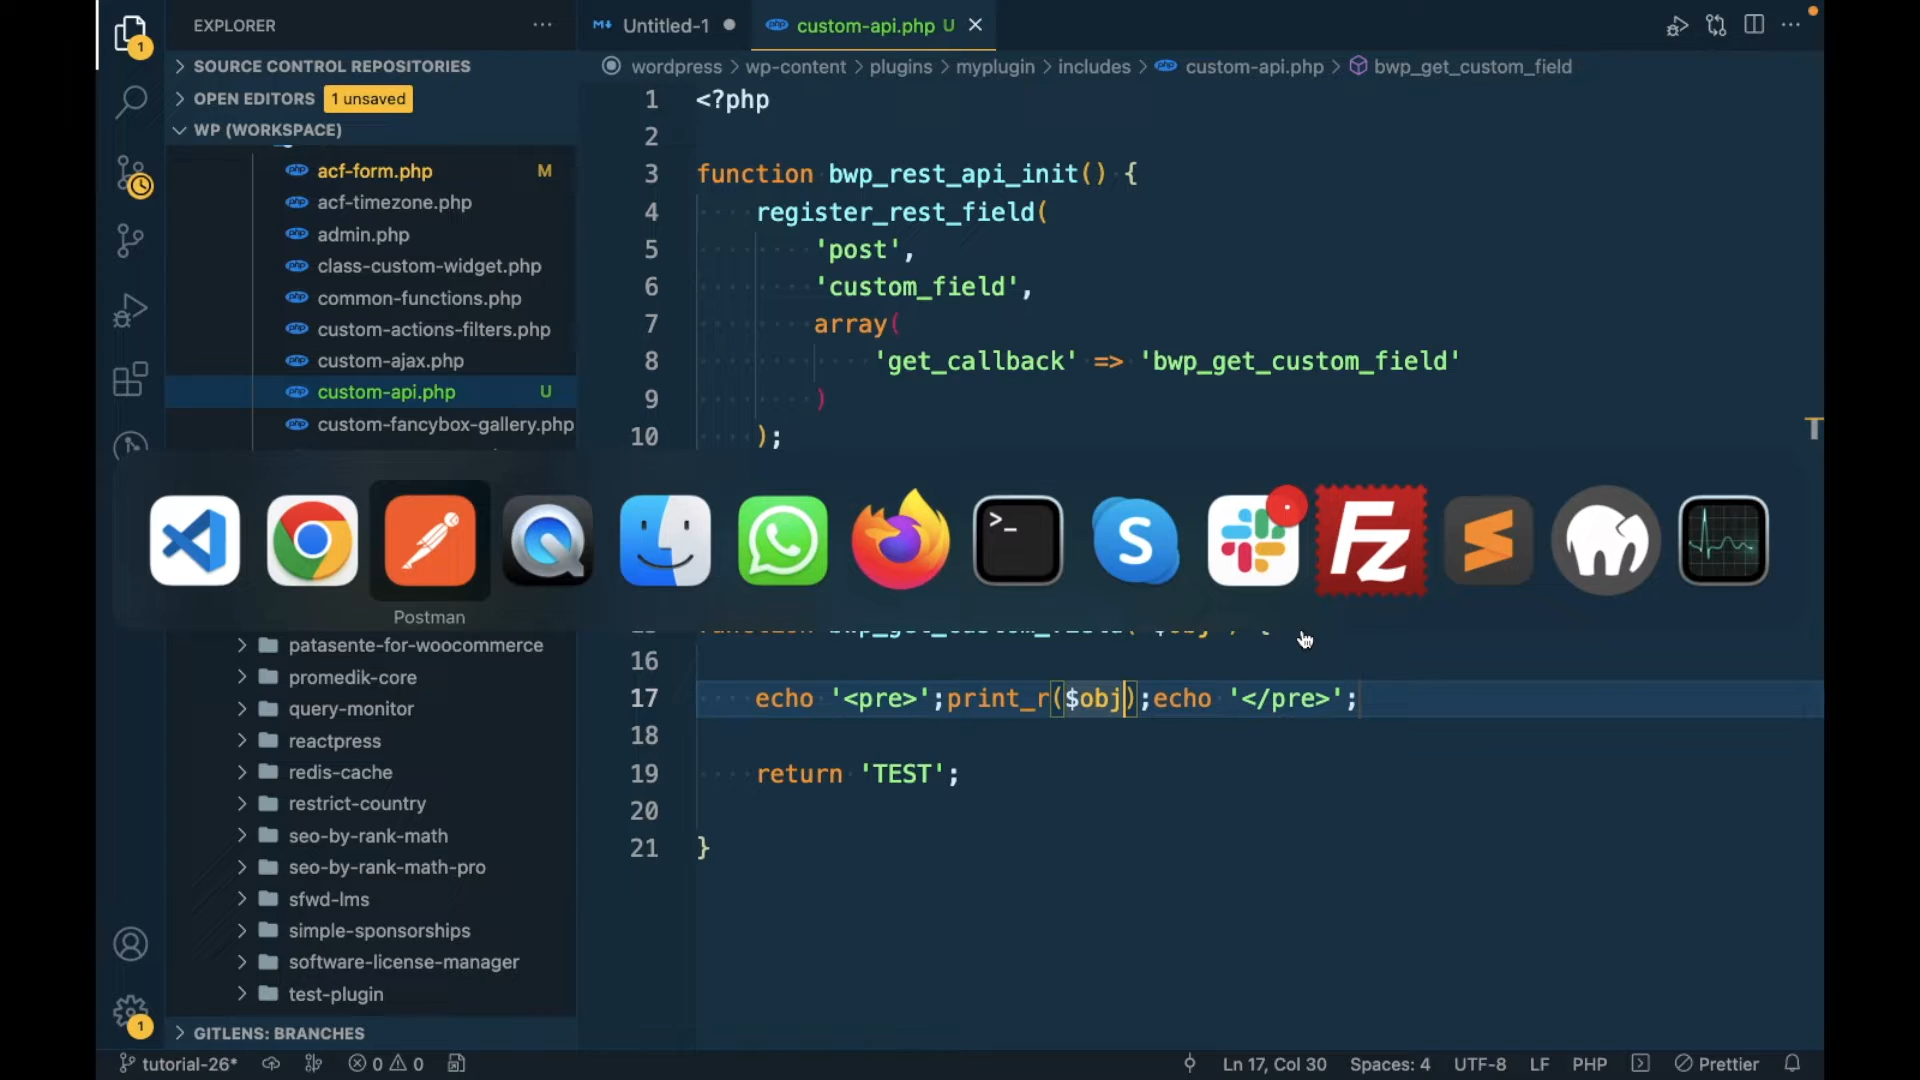 EXPLORER
SOURCE CONTROL REPOSITORIES
OPEN EDITORS 1 unsaved
WP (WORKSPACE)
acf-form.php M
acf-timezone.php
admin.php
class-custom-widget.php
common-functions.php
custom-actions-filters.php
custom-ajax.php
custom-api.php U
custom-fancybox-gallery.php
Untitled-1
custom-api.php U
wordpress > wp-content > plugins > myplugin > includes > custom-api.php > bwp_get_custom_field
1 <?php
2
3 function bwp_rest_api_init() {
4 register_rest_field(
5 'post',
6 'custom_field',
7 array(
8 'get_callback' => 'bwp_get_custom_field'
9 )
10 );
Postman
patasente-for-woocommerce
promedik-core
query-monitor
reactpress
redis-cache
restrict-country
seo-by-rank-math
seo-by-rank-math-pro
sfwd-lms
simple-sponsorships
software-license-manager
test-plugin
GITLENS: BRANCHES
16
17 echo '<pre>';print_r($obj);echo '</pre>';
18
19 return 'TEST';
20
21 }
tutorial-26* 0 0 Ln 17, Col 30 Spaces: 4 UTF-8 LF PHP Prettier